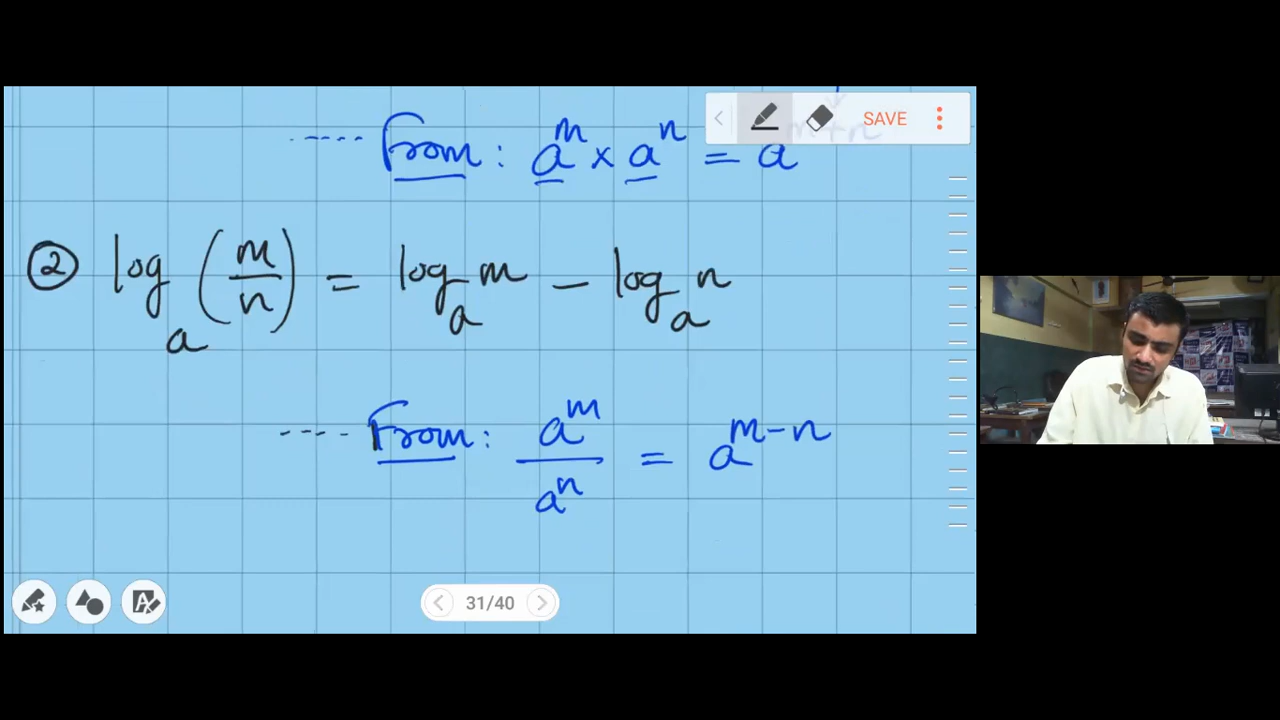 SAVE
---- From: a^m × a^n = a^m+n
② log_a (m/n) = log_a m − log_a n
---- From: a^m / a^n = a^m−n
31/40